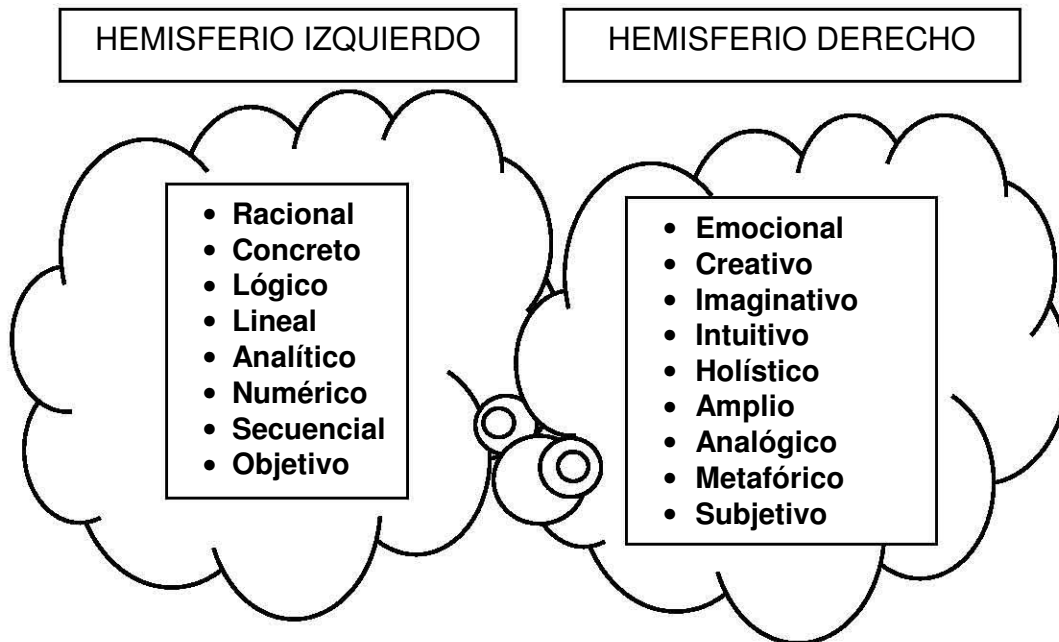 HEMISFERIO IZQUIERDO
HEMISFERIO DERECHO
• Racional
• Concreto
• Lógico
• Lineal
• Analítico
• Numérico
• Secuencial
• Objetivo
• Emocional
• Creativo
• Imaginativo
• Intuitivo
• Holístico
• Amplio
• Analógico
• Metafórico
• Subjetivo